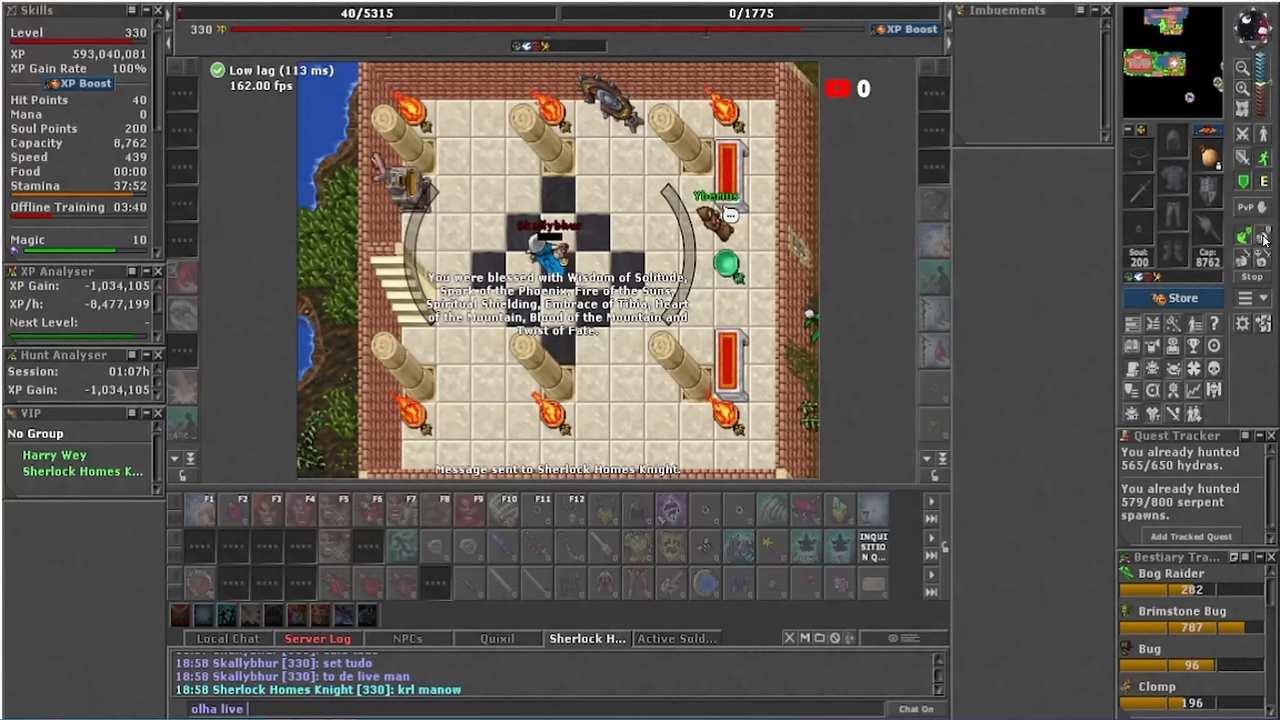 Skills
Level 330
XP 593,040,081
XP Gain Rate 100%
XP Boost
Hit Points 40
Mana 0
Soul Points 200
Capacity 8,762
Speed 439
Food 00:00
Stamina 37:52
Offline Training 03:40
Magic 10
XP Analyser
XP Gain: -1,034,105
XP/h: -8,477,199
Next Level: -
Hunt Analyser
Session: 01:07h
XP Gain: -1,034,105
VIP
No Group
Harry Wey
Sherlock Homes K...
40/5315
0/1775
330
XP Boost
Low lag (113 ms)
162.00 fps
0
Yberius
Skallybhur
You were blessed with Wisdom of Solitude,
Spark of the Phoenix, Fire of the Suns,
Spiritual Shielding, Embrace of Tibia, Heart
of the Mountain, Blood of the Mountain and
Twist of Fate.
Message sent to Sherlock Homes Knight.
F1 F2 F3 F4 F5 F6 F7 F8 F9 F10 F11 F12
INQUI
SITIO
N Q...
Local Chat
Server Log
NPCs
Quixil
Sherlock H...
Active Sold...
18:58 Skallybhur [330]: set tudo
18:58 Skallybhur [330]: to de live man
18:58 Sherlock Homes Knight [330]: krl manow
olha live
Chat On
Imbuements
PvP
E
Soul:
200
Cap:
8762
Stop
Store
Quest Tracker
You already hunted
565/650 hydras.
You already hunted
579/800 serpent
spawns.
Add Tracked Quest
Bestiary Tra...
Bog Raider
282
Brimstone Bug
787
Bug
96
Clomp
196